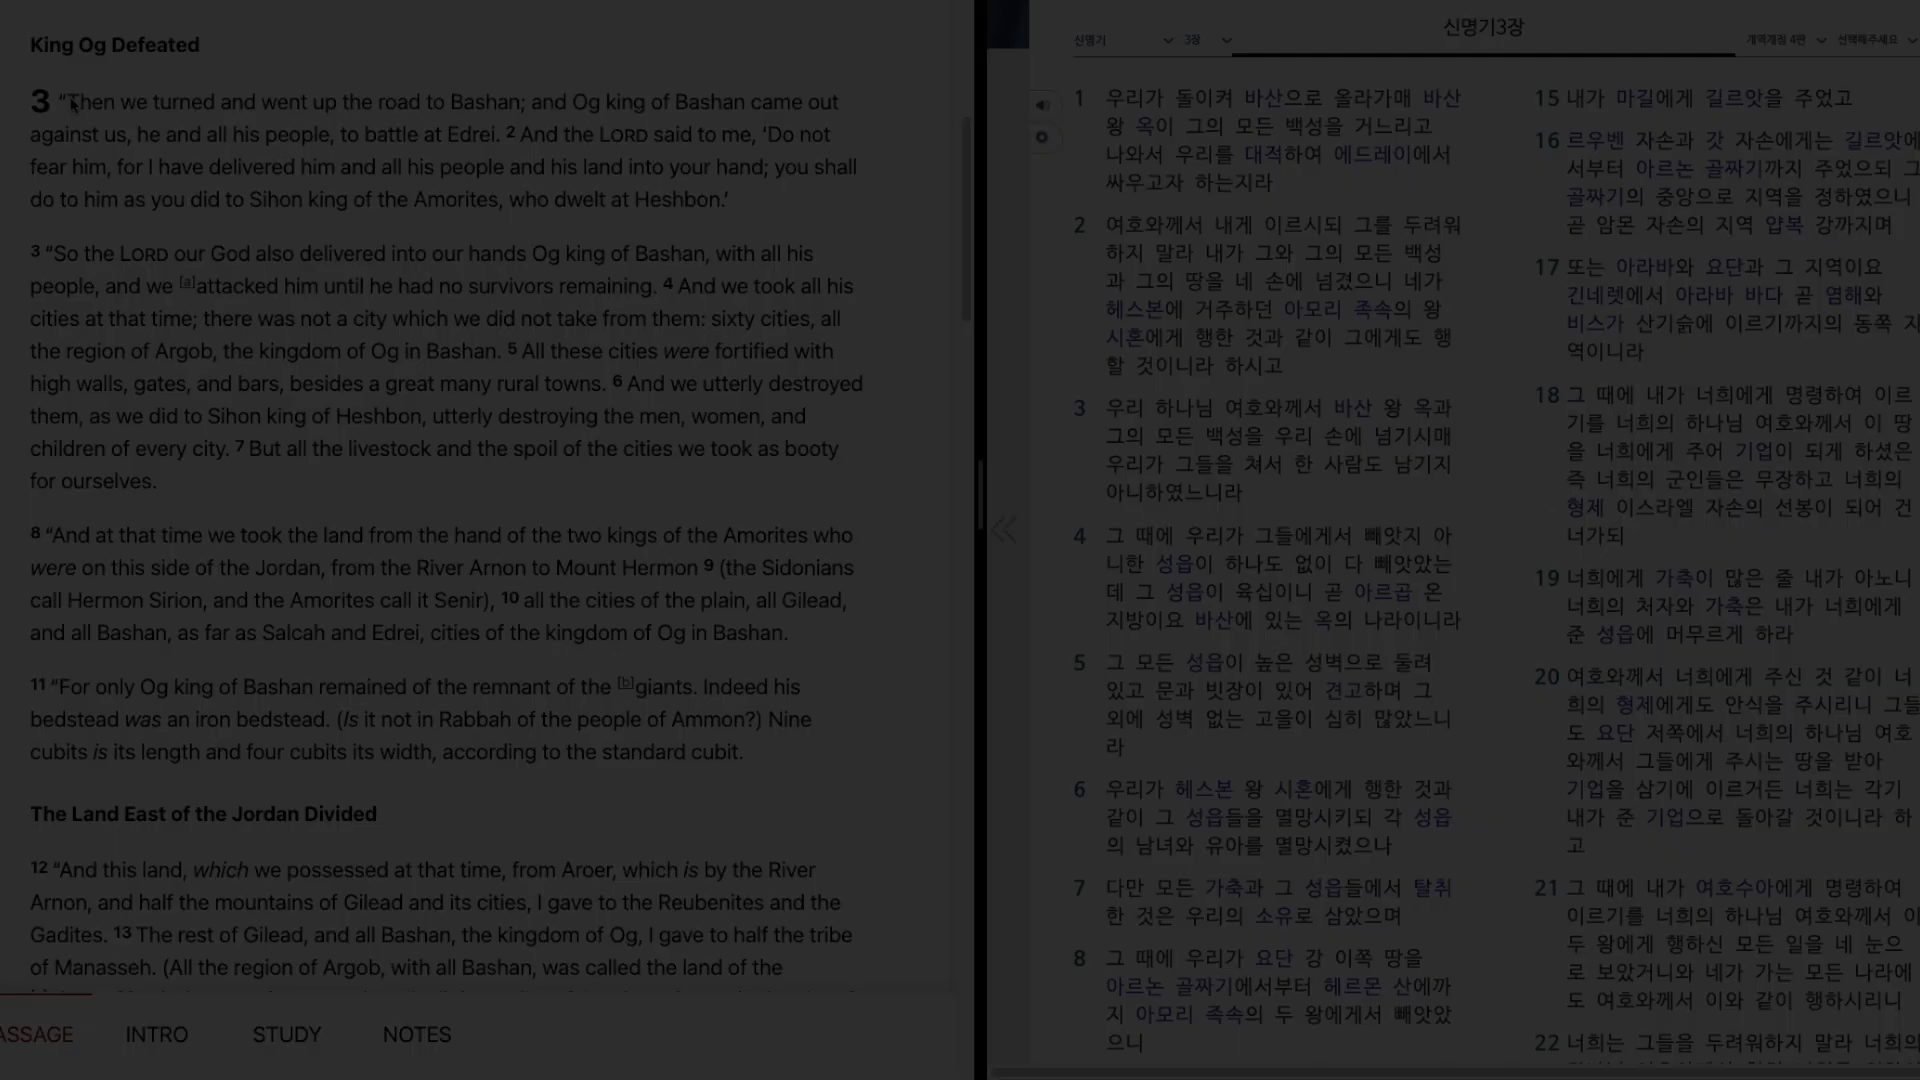 King Og Defeated
3 “Then we turned and went up the road to Bashan; and Og king of Bashan came out
against us, he and all his people, to battle at Edrei. 2 And the LORD said to me, ‘Do not
fear him, for I have delivered him and all his people and his land into your hand; you shall
do to him as you did to Sihon king of the Amorites, who dwelt at Heshbon.’
3 “So the LORD our God also delivered into our hands Og king of Bashan, with all his
people, and we [a]attacked him until he had no survivors remaining. 4 And we took all his
cities at that time; there was not a city which we did not take from them: sixty cities, all
the region of Argob, the kingdom of Og in Bashan. 5 All these cities were fortified with
high walls, gates, and bars, besides a great many rural towns. 6 And we utterly destroyed
them, as we did to Sihon king of Heshbon, utterly destroying the men, women, and
children of every city. 7 But all the livestock and the spoil of the cities we took as booty
for ourselves.
8 “And at that time we took the land from the hand of the two kings of the Amorites who
were on this side of the Jordan, from the River Arnon to Mount Hermon 9 (the Sidonians
call Hermon Sirion, and the Amorites call it Senir), 10 all the cities of the plain, all Gilead,
and all Bashan, as far as Salcah and Edrei, cities of the kingdom of Og in Bashan.
11 “For only Og king of Bashan remained of the remnant of the [b]giants. Indeed his
bedstead was an iron bedstead. (Is it not in Rabbah of the people of Ammon?) Nine
cubits is its length and four cubits its width, according to the standard cubit.
The Land East of the Jordan Divided
12 “And this land, which we possessed at that time, from Aroer, which is by the River
Arnon, and half the mountains of Gilead and its cities, I gave to the Reubenites and the
Gadites. 13 The rest of Gilead, and all Bashan, the kingdom of Og, I gave to half the tribe
of Manasseh. (All the region of Argob, with all Bashan, was called the land of the
ASSAGE INTRO STUDY NOTES
신명기3장
신명기 3장 개역개정 4판 선택해주세요
1 우리가 돌이켜 바산으로 올라가매 바산
왕 옥이 그의 모든 백성을 거느리고
나와서 우리를 대적하여 에드레이에서
싸우고자 하는지라
2 여호와께서 내게 이르시되 그를 두려워
하지 말라 내가 그와 그의 모든 백성
과 그의 땅을 네 손에 넘겼으니 네가
헤스본에 거주하던 아모리 족속의 왕
시혼에게 행한 것과 같이 그에게도 행
할 것이니라 하시고
3 우리 하나님 여호와께서 바산 왕 옥과
그의 모든 백성을 우리 손에 넘기시매
우리가 그들을 쳐서 한 사람도 남기지
아니하였느니라
4 그 때에 우리가 그들에게서 빼앗지 아
니한 성읍이 하나도 없이 다 빼앗았는
데 그 성읍이 육십이니 곧 아르곱 온
지방이요 바산에 있는 옥의 나라이니라
5 그 모든 성읍이 높은 성벽으로 둘려
있고 문과 빗장이 있어 견고하며 그
외에 성벽 없는 고을이 심히 많았느니
라
6 우리가 헤스본 왕 시혼에게 행한 것과
같이 그 성읍들을 멸망시키되 각 성읍
의 남녀와 유아를 멸망시켰으나
7 다만 모든 가축과 그 성읍들에서 탈취
한 것은 우리의 소유로 삼았으며
8 그 때에 우리가 요단 강 이쪽 땅을
아르논 골짜기에서부터 헤르몬 산에까
지 아모리 족속의 두 왕에게서 빼앗았
으니
15 내가 마길에게 길르앗을 주었고
16 르우벤 자손과 갓 자손에게는 길르앗에
서부터 아르논 골짜기까지 주었으되 그
골짜기의 중앙으로 지역을 정하였으니
곧 암몬 자손의 지역 얍복 강까지며
17 또는 아라바와 요단과 그 지역이요
긴네렛에서 아라바 바다 곧 염해와
비스가 산기슭에 이르기까지의 동쪽 지
역이니라
18 그 때에 내가 너희에게 명령하여 이르
기를 너희의 하나님 여호와께서 이 땅
을 너희에게 주어 기업이 되게 하셨은
즉 너희의 군인들은 무장하고 너희의
형제 이스라엘 자손의 선봉이 되어 건
너가되
19 너희에게 가축이 많은 줄 내가 아노니
너희의 처자와 가축은 내가 너희에게
준 성읍에 머무르게 하라
20 여호와께서 너희에게 주신 것 같이 너
희의 형제에게도 안식을 주시리니 그들
도 요단 저쪽에서 너희의 하나님 여호
와께서 그들에게 주시는 땅을 받아
기업을 삼기에 이르거든 너희는 각기
내가 준 기업으로 돌아갈 것이니라 하
고
21 그 때에 내가 여호수아에게 명령하여
이르기를 너희의 하나님 여호와께서 이
두 왕에게 행하신 모든 일을 네 눈으
로 보았거니와 네가 가는 모든 나라에
도 여호와께서 이와 같이 행하시리니
22 너희는 그들을 두려워하지 말라 너희의